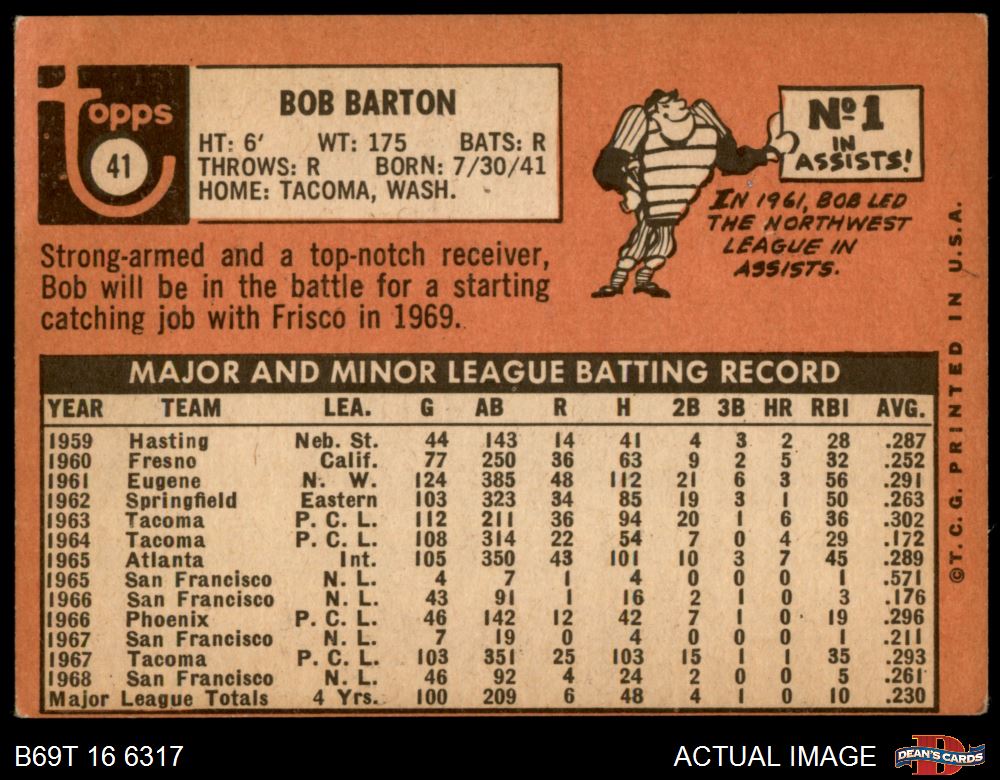 topps
41
BOB BARTON
HT: 6' WT: 175 BATS: R
THROWS: R BORN: 7/30/41
HOME: TACOMA, WASH.
Nº 1
IN
ASSISTS!
IN 1961, BOB LED
THE NORTHWEST
LEAGUE IN
ASSISTS.
Strong-armed and a top-notch receiver,
Bob will be in the battle for a starting
catching job with Frisco in 1969.
MAJOR AND MINOR LEAGUE BATTING RECORD
YEAR TEAM LEA. G AB R H 2B 3B HR RBI AVG.
1959 Hasting Neb. St. 44 143 14 41 4 3 2 28 .287
1960 Fresno Calif. 77 250 36 63 9 2 5 32 .252
1961 Eugene N. W. 124 385 48 112 21 6 3 56 .291
1962 Springfield Eastern 103 323 34 85 19 3 1 50 .263
1963 Tacoma P. C. L. 112 211 36 94 20 1 6 36 .302
1964 Tacoma P. C. L. 108 314 22 54 7 0 4 29 .172
1965 Atlanta Int. 105 350 43 101 10 3 7 45 .289
1965 San Francisco N. L. 4 7 1 4 0 0 0 1 .571
1966 San Francisco N. L. 43 91 1 16 2 1 0 3 .176
1966 Phoenix P. C. L. 46 142 12 42 7 1 0 19 .296
1967 San Francisco N. L. 7 19 0 4 0 0 0 1 .211
1967 Tacoma P. C. L. 103 351 25 103 15 1 1 35 .293
1968 San Francisco N. L. 46 92 4 24 2 0 0 5 .261
Major League Totals 4 Yrs. 100 209 6 48 4 1 0 10 .230
©T. C. G. PRINTED IN U.S.A.
B69T 16 6317
ACTUAL IMAGE
D
DEAN'S CARDS